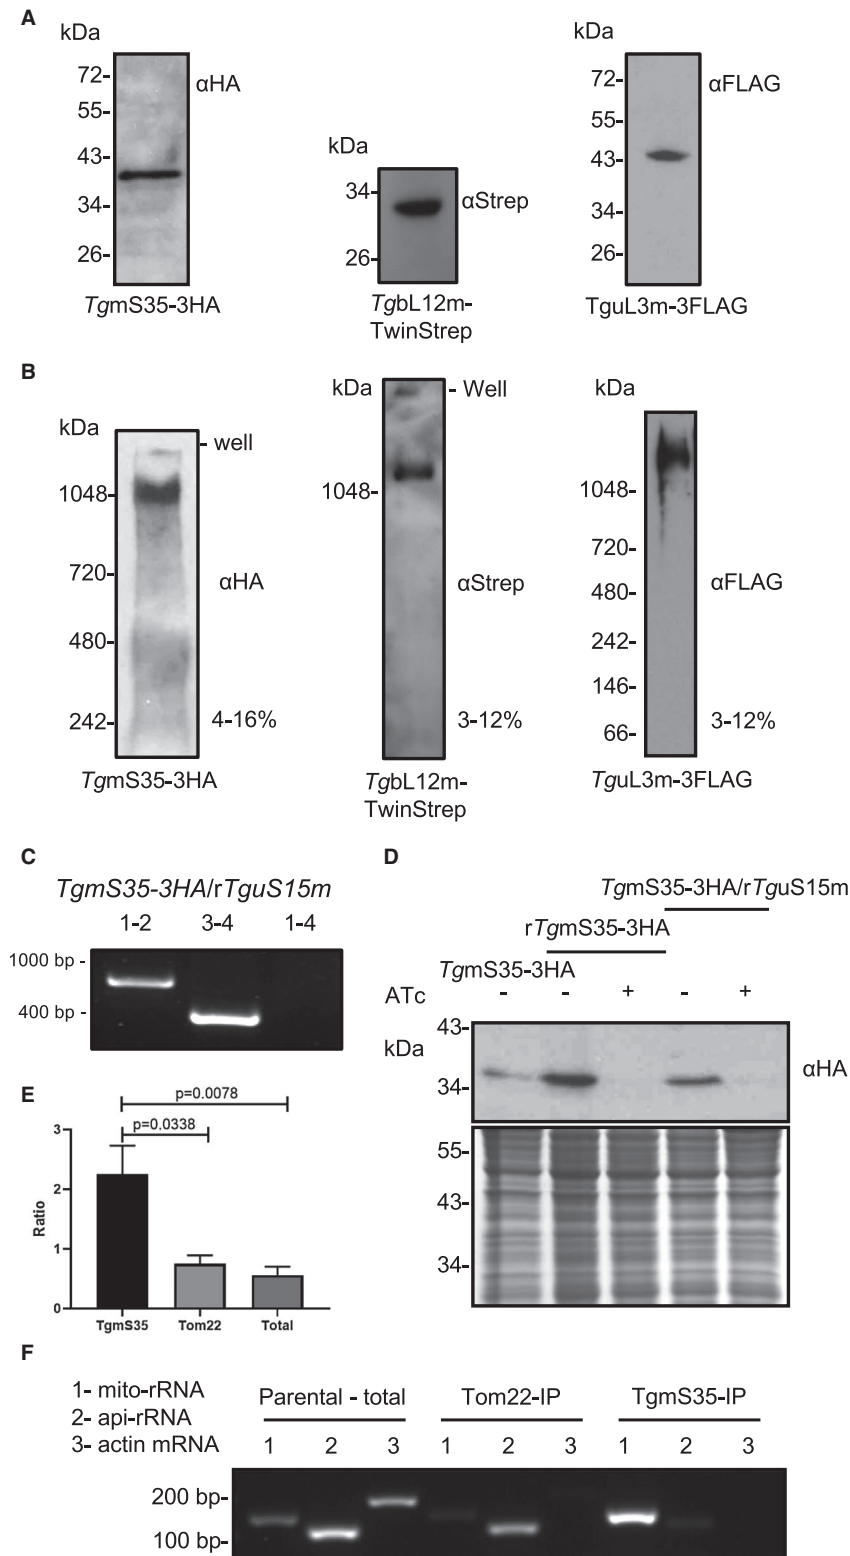 A
kDa
72-
55-
43-
34-
26-
αHA
TgmS35-3HA
kDa
34-
26-
αStrep
TgbL12m-
TwinStrep
kDa
72-
55-
43-
34-
26-
αFLAG
TguL3m-3FLAG
B
kDa
- well
1048-
720-
480-
242-
αHA
4-16%
TgmS35-3HA
kDa
- Well
1048-
αStrep
3-12%
TgbL12m-
TwinStrep
kDa
1048-
720-
480-
242-
146-
66-
αFLAG
3-12%
TguL3m-3FLAG
C
TgmS35-3HA/rTguS15m
1-2 3-4 1-4
1000 bp -
400 bp -
D
TgmS35-3HA/rTguS15m
rTgmS35-3HA
TgmS35-3HA
ATc - - + - +
43-
kDa
34-
αHA
55-
43-
34-
E
p=0.0078
p=0.0338
3
2
1
0
Ratio
TgmS35 Tom22 Total
F
1- mito-rRNA
2- api-rRNA
3- actin mRNA
Parental - total Tom22-IP TgmS35-IP
1 2 3 1 2 3 1 2 3
200 bp-
100 bp-